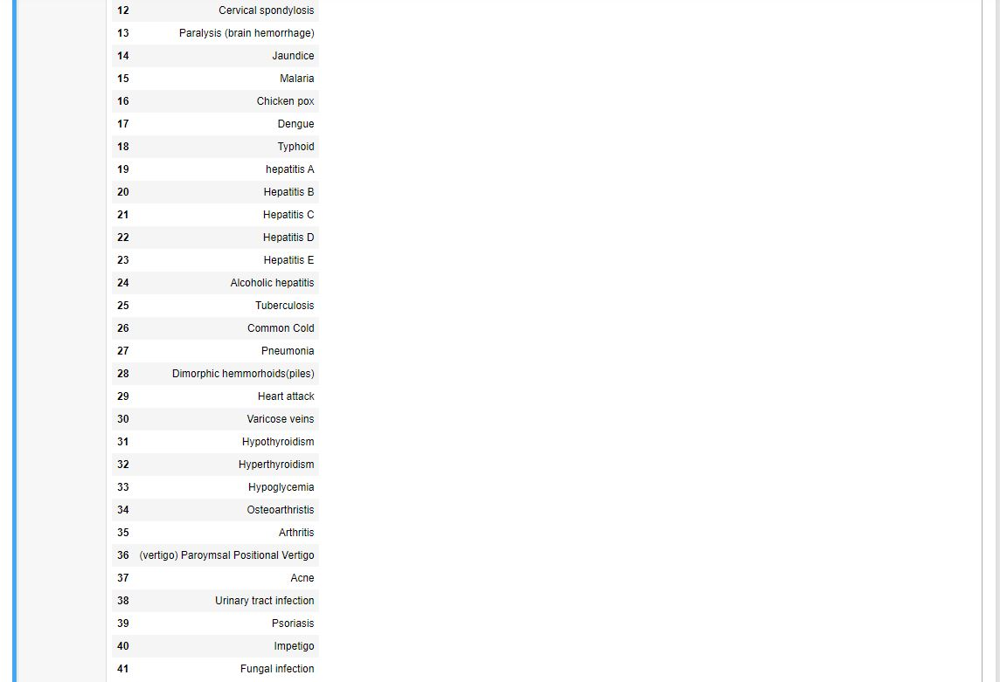 12 Cervical spondylosis
13 Paralysis (brain hemorrhage)
14 Jaundice
15 Malaria
16 Chicken pox
17 Dengue
18 Typhoid
19 hepatitis A
20 Hepatitis B
21 Hepatitis C
22 Hepatitis D
23 Hepatitis E
24 Alcoholic hepatitis
25 Tuberculosis
26 Common Cold
27 Pneumonia
28 Dimorphic hemmorhoids(piles)
29 Heart attack
30 Varicose veins
31 Hypothyroidism
32 Hyperthyroidism
33 Hypoglycemia
34 Osteoarthristis
35 Arthritis
36 (vertigo) Paroymsal Positional Vertigo
37 Acne
38 Urinary tract infection
39 Psoriasis
40 Impetigo
41 Fungal infection